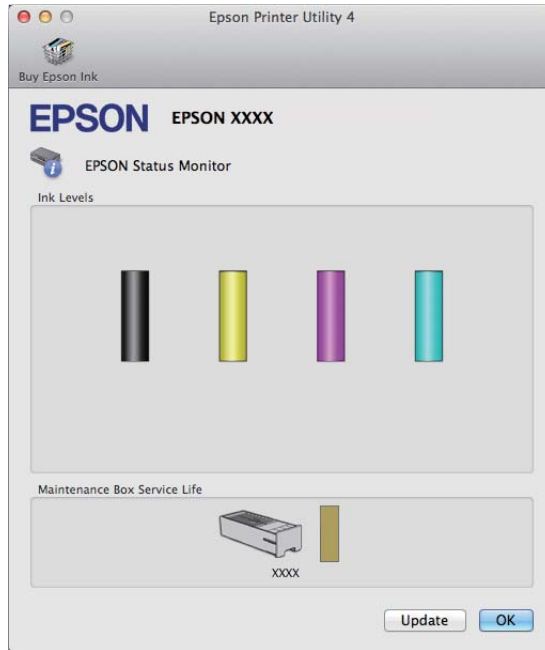 Epson Printer Utility 4
Buy Epson Ink
EPSON EPSON XXXX
i EPSON Status Monitor
Ink Levels
Maintenance Box Service Life
XXXX
Update OK